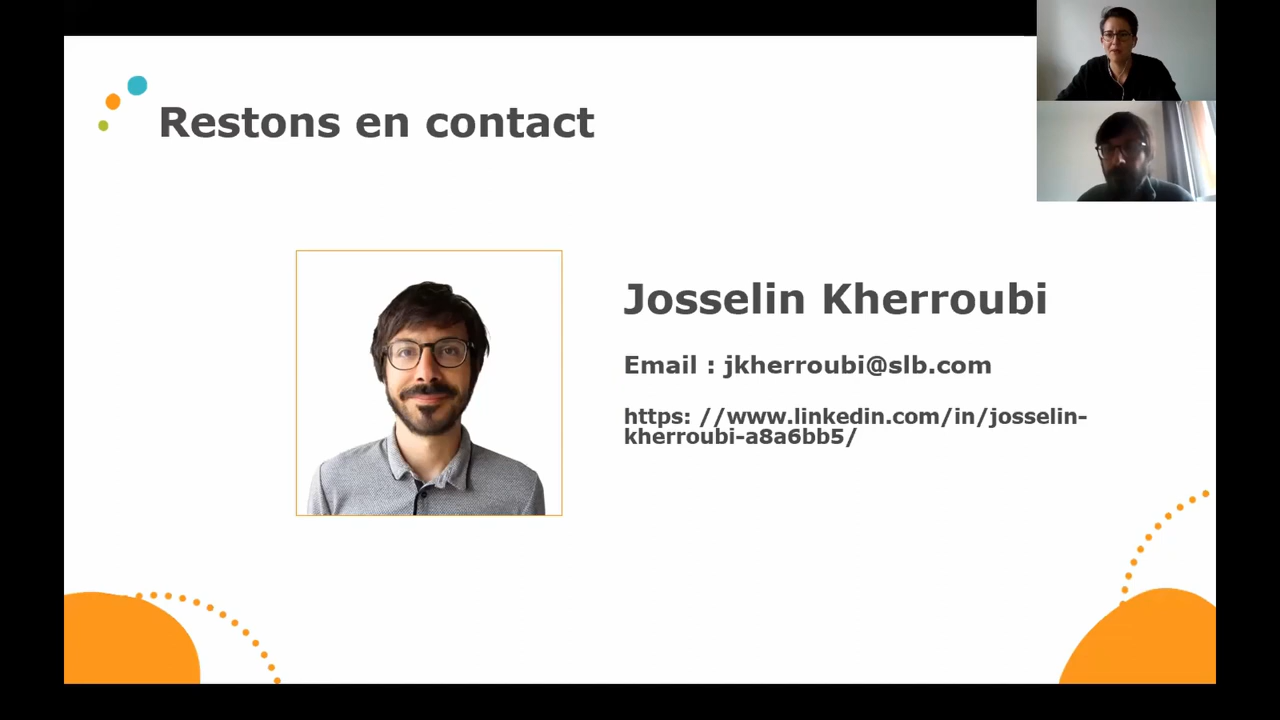 Restons en contact
Josselin Kherroubi
Email : jkherroubi@slb.com
https: //www.linkedin.com/in/josselin-
kherroubi-a8a6bb5/